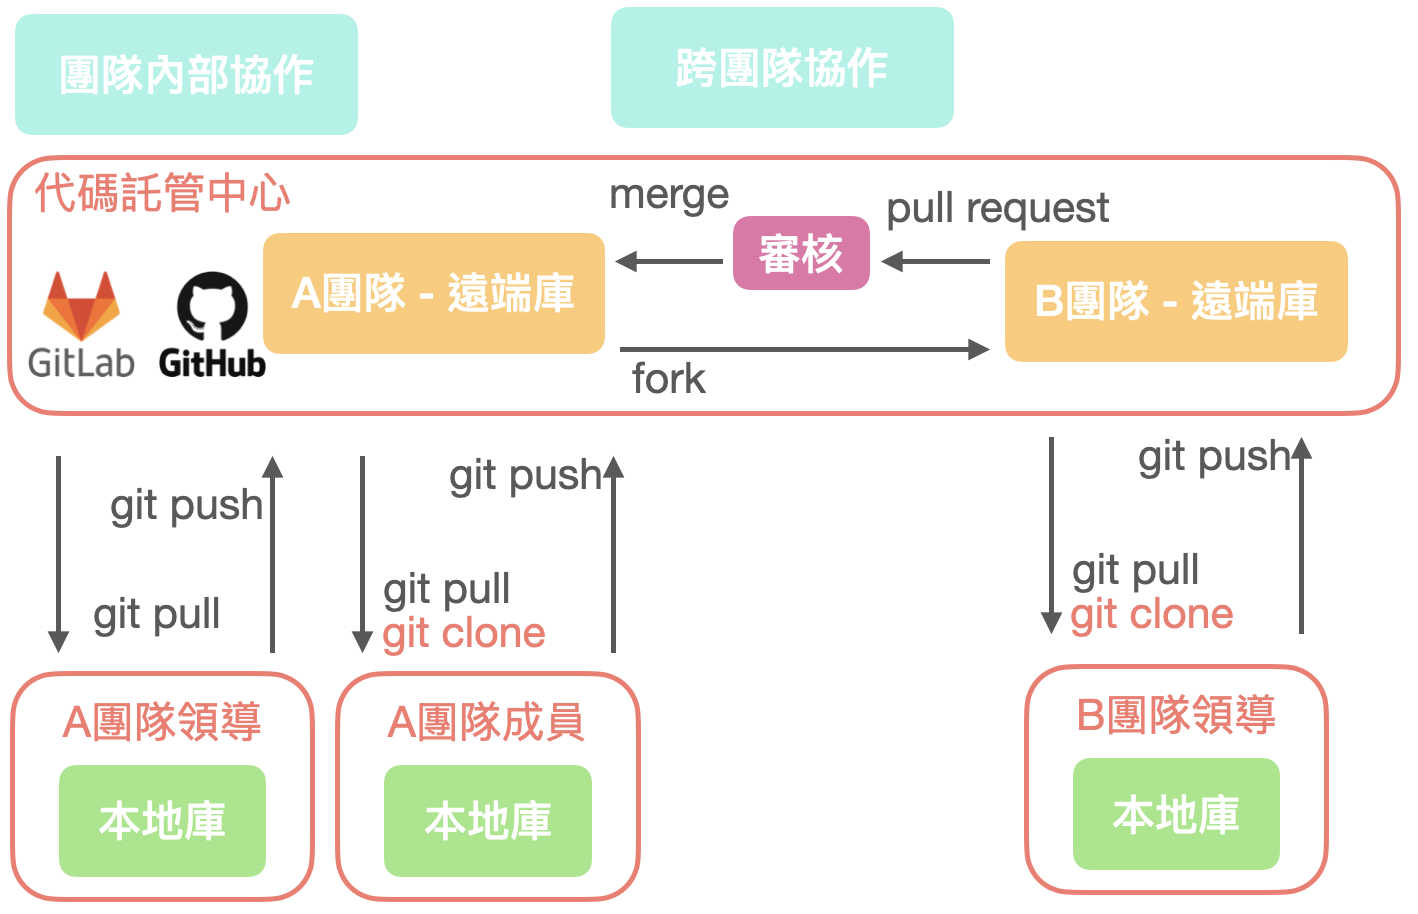 團隊內部協作
跨團隊協作
代碼託管中心
merge
pull request
審核
A團隊 - 遠端庫
B團隊 - 遠端庫
GitLab
GitHub
fork
git push
git pull
git push
git pull
git clone
git push
git pull
git clone
A團隊領導
本地庫
A團隊成員
本地庫
B團隊領導
本地庫